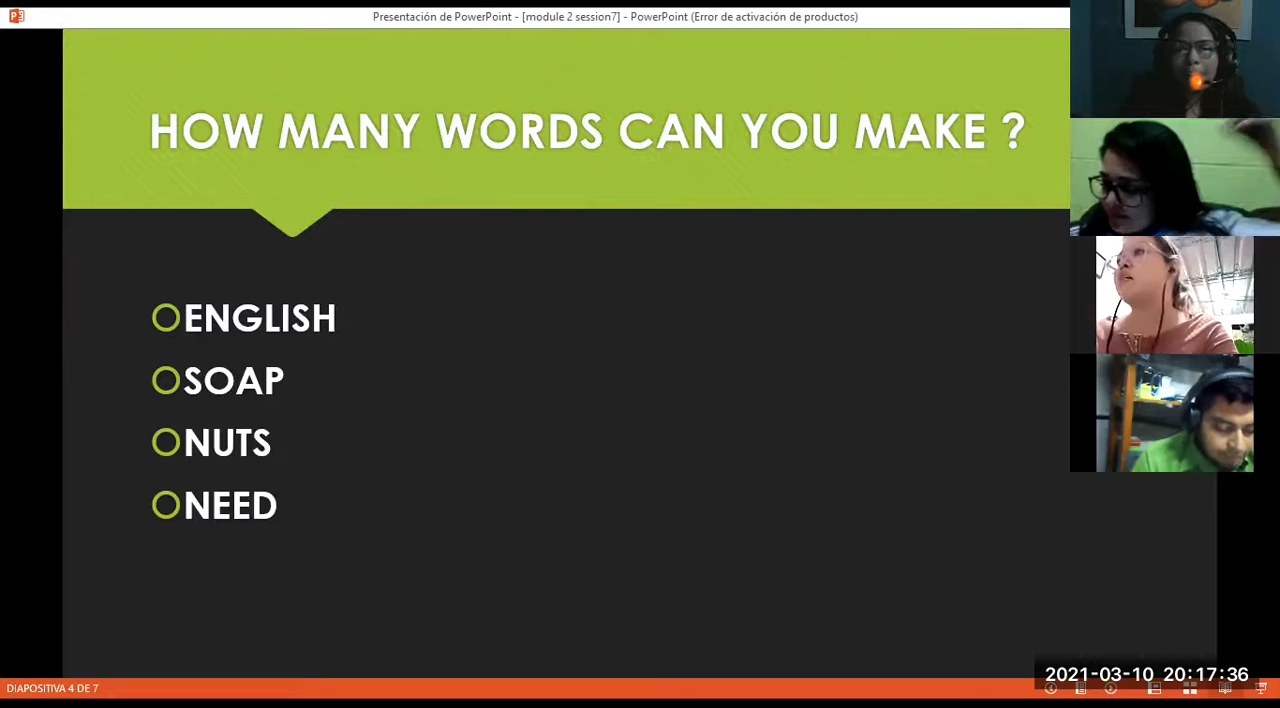 Presentación de PowerPoint - [module 2 session7] - PowerPoint (Error de activación de productos)
HOW MANY WORDS CAN YOU MAKE ?
ENGLISH
SOAP
NUTS
NEED
2021-03-10 20:17:36
DIAPOSITIVA 4 DE 7